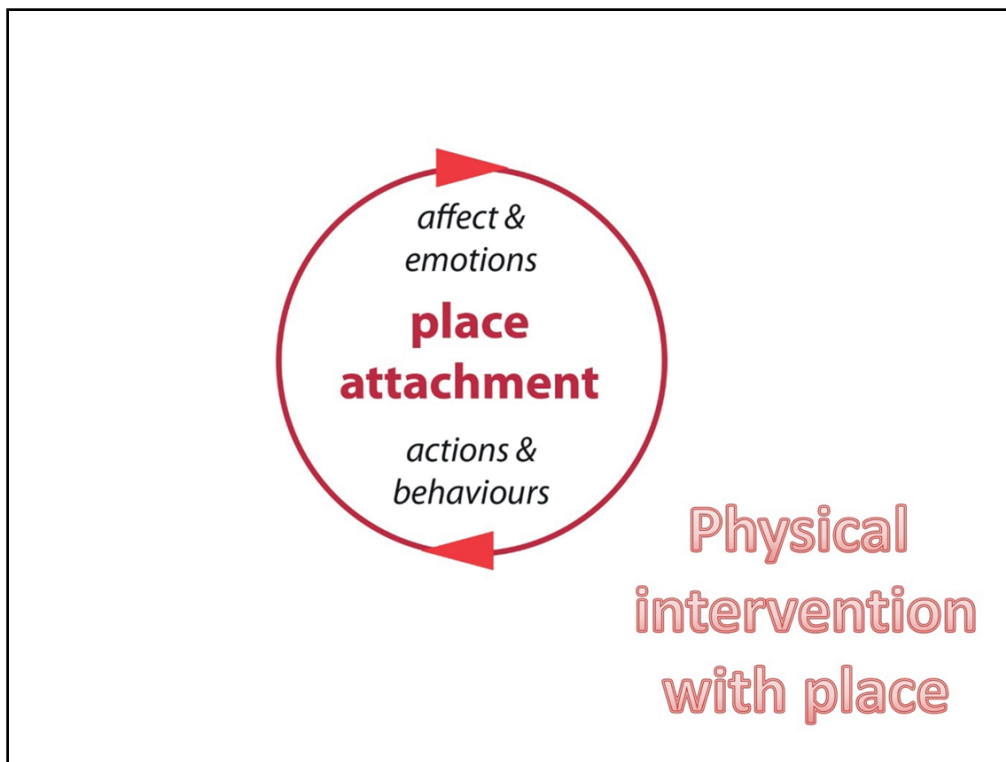 affect &
emotions
place
attachment
actions &
behaviours
Physical
intervention
with place